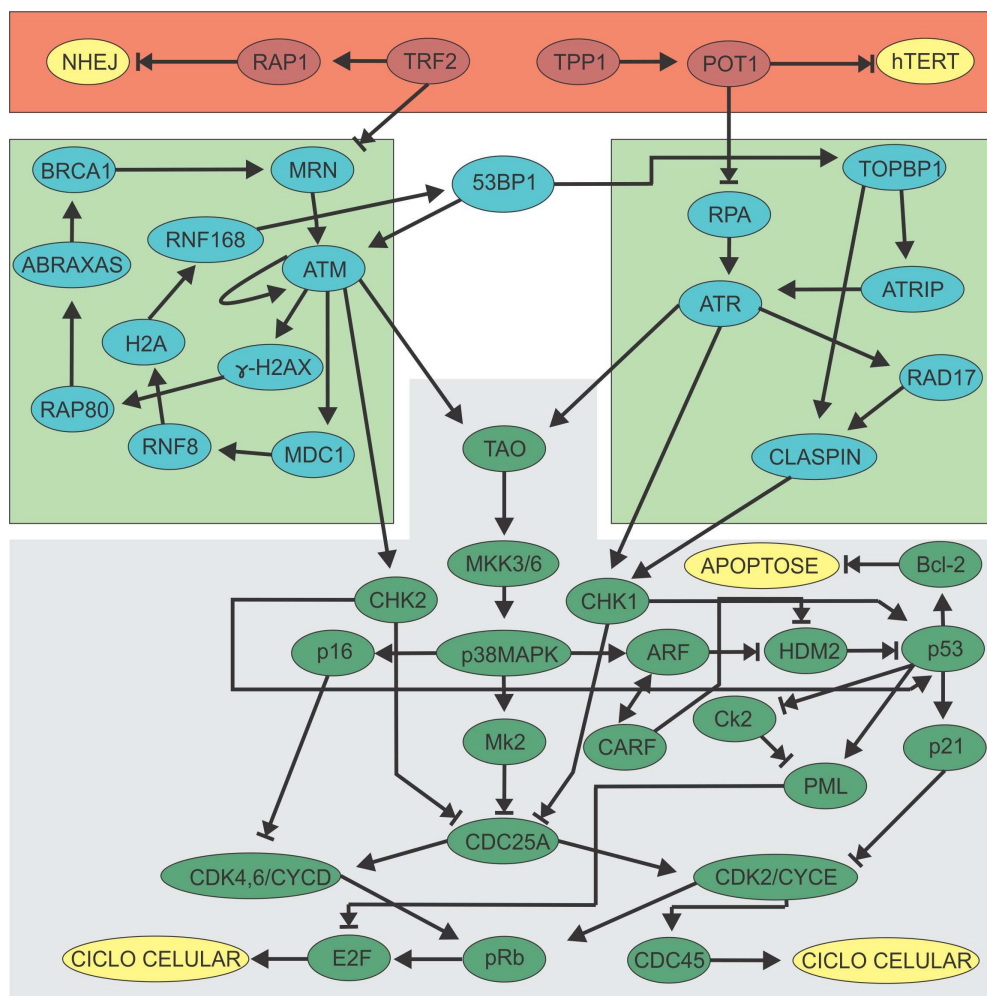 NHEJ
RAP1
TRF2
TPP1
POT1
hTERT
BRCA1
MRN
53BP1
TOPBP1
RPA
RNF168
ABRAXAS
ATM
ATR
ATRIP
H2A
γ-H2AX
RAD17
RAP80
RNF8
MDC1
TAO
CLASPIN
MKK3/6
APOPTOSE
Bcl-2
CHK2
CHK1
p16
p38MAPK
ARF
HDM2
p53
Ck2
Mk2
CARF
p21
PML
CDC25A
CDK4,6/CYCD
CDK2/CYCE
CICLO CELULAR
E2F
pRb
CDC45
CICLO CELULAR